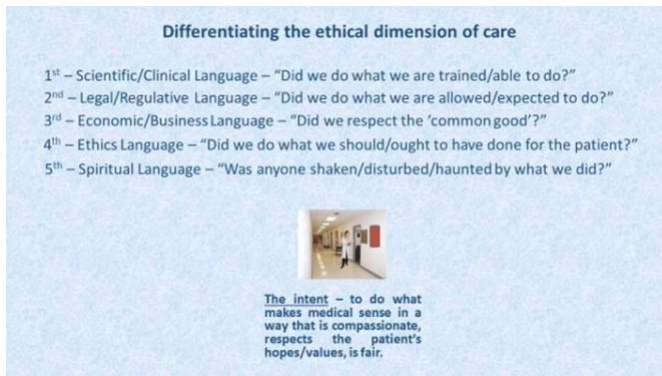 Differentiating the ethical dimension of care
1st – Scientific/Clinical Language – “Did we do what we are trained/able to do?”
2nd – Legal/Regulative Language – “Did we do what we are allowed/expected to do?”
3rd – Economic/Business Language – “Did we respect the ‘common good’?”
4th – Ethics Language – “Did we do what we should/ought to have done for the patient?”
5th – Spiritual Language – “Was anyone shaken/disturbed/haunted by what we did?”
The intent – to do what
makes medical sense in a
way that is compassionate,
respects the patient’s
hopes/values, is fair.